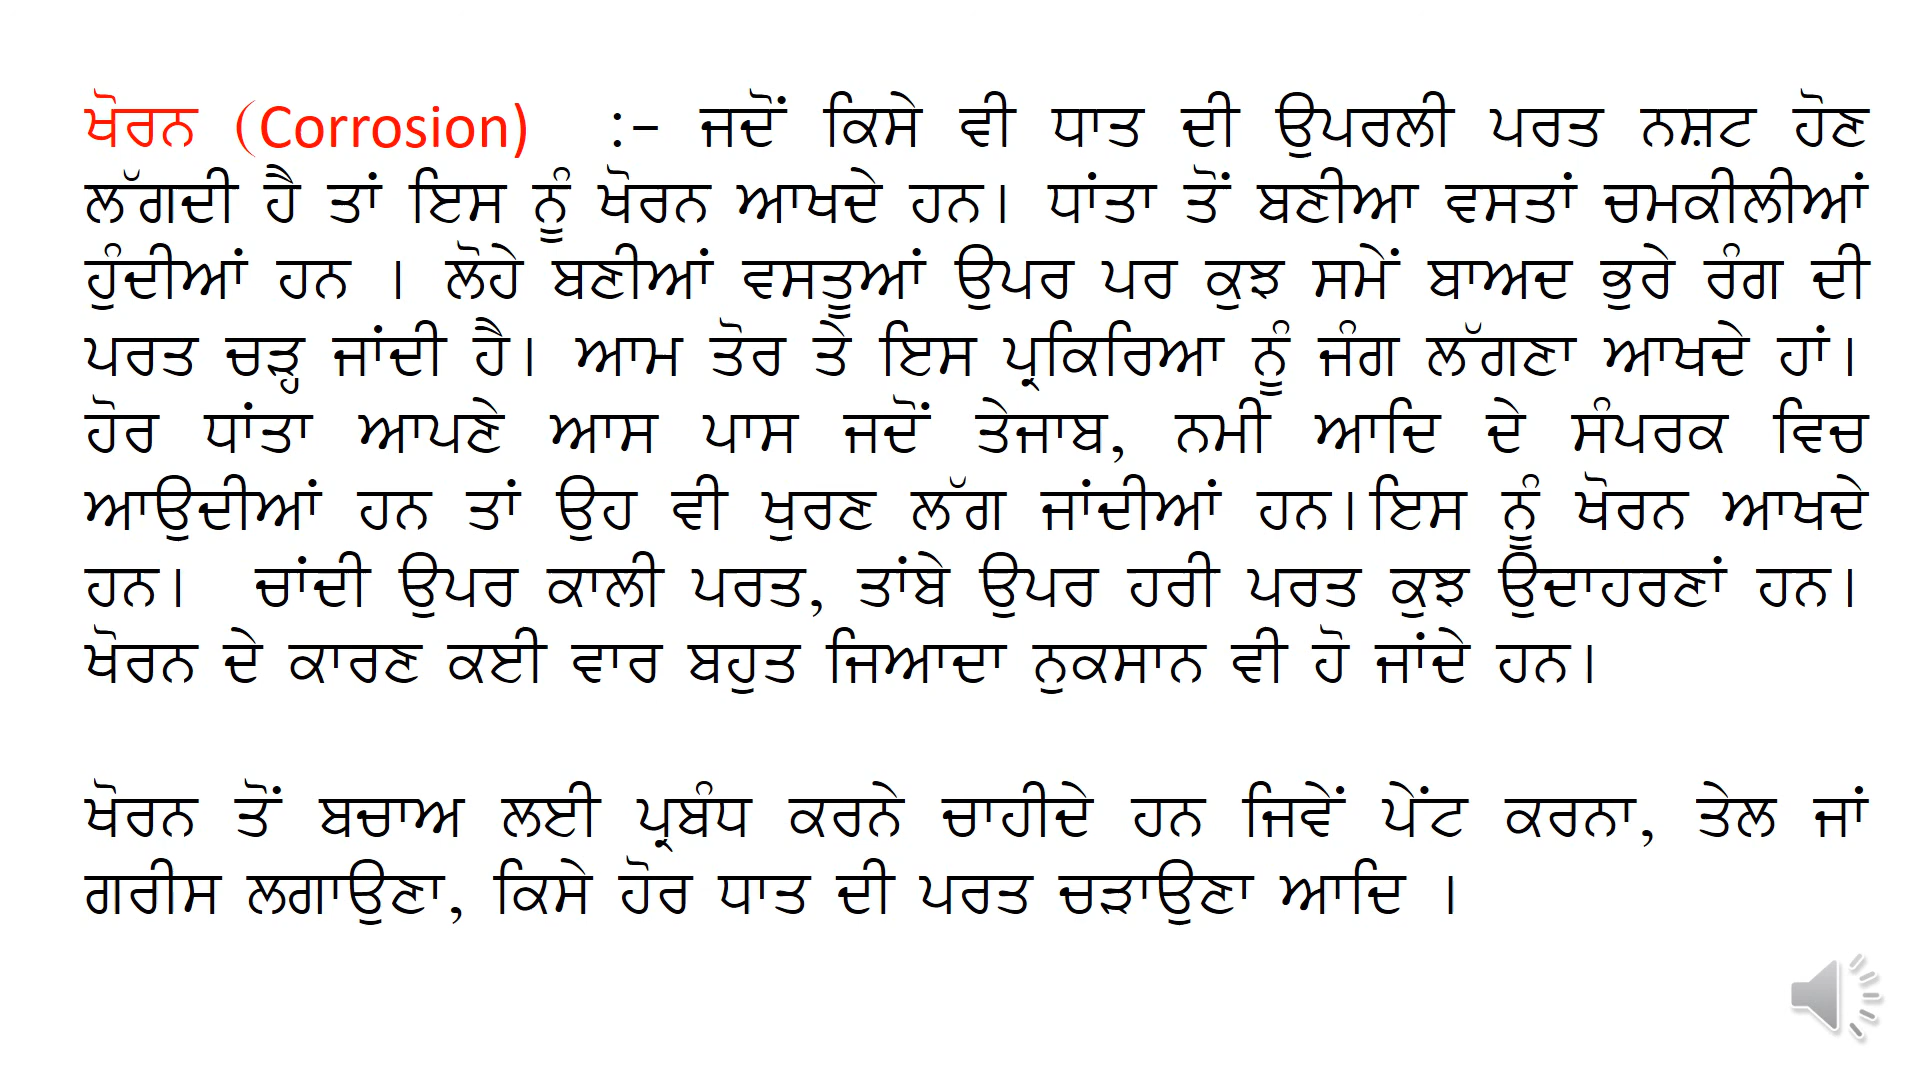 ਖੋਰਨ (Corrosion) :- ਜਦੋਂ ਕਿਸੇ ਵੀ ਧਾਤ ਦੀ ਉਪਰਲੀ ਪਰਤ ਨਸ਼ਟ ਹੋਣ
ਲੱਗਦੀ ਹੈ ਤਾਂ ਇਸ ਨੂੰ ਖੋਰਨ ਆਖਦੇ ਹਨ। ਧਾਂਤਾ ਤੋਂ ਬਣੀਆ ਵਸਤਾਂ ਚਮਕੀਲੀਆਂ
ਹੁੰਦੀਆਂ ਹਨ । ਲੋਹੇ ਬਣੀਆਂ ਵਸਤੂਆਂ ਉਪਰ ਪਰ ਕੁਝ ਸਮੇਂ ਬਾਅਦ ਭੁਰੇ ਰੰਗ ਦੀ
ਪਰਤ ਚੜ੍ਹ ਜਾਂਦੀ ਹੈ। ਆਮ ਤੋਰ ਤੇ ਇਸ ਪ੍ਰਕਿਰਿਆ ਨੂੰ ਜੰਗ ਲੱਗਣਾ ਆਖਦੇ ਹਾਂ।
ਹੋਰ ਧਾਂਤਾ ਆਪਣੇ ਆਸ ਪਾਸ ਜਦੋਂ ਤੇਜਾਬ, ਨਮੀ ਆਦਿ ਦੇ ਸੰਪਰਕ ਵਿਚ
ਆਉਦੀਆਂ ਹਨ ਤਾਂ ਉਹ ਵੀ ਖੁਰਣ ਲੱਗ ਜਾਂਦੀਆਂ ਹਨ।ਇਸ ਨੂੰ ਖੋਰਨ ਆਖਦੇ
ਹਨ। ਚਾਂਦੀ ਉਪਰ ਕਾਲੀ ਪਰਤ, ਤਾਂਬੇ ਉਪਰ ਹਰੀ ਪਰਤ ਕੁਝ ਉਦਾਹਰਣਾਂ ਹਨ।
ਖੋਰਨ ਦੇ ਕਾਰਣ ਕਈ ਵਾਰ ਬਹੁਤ ਜਿਆਦਾ ਨੁਕਸਾਨ ਵੀ ਹੋ ਜਾਂਦੇ ਹਨ।
ਖੋਰਨ ਤੋਂ ਬਚਾਅ ਲਈ ਪ੍ਰਬੰਧ ਕਰਨੇ ਚਾਹੀਦੇ ਹਨ ਜਿਵੇਂ ਪੇਂਟ ਕਰਨਾ, ਤੇਲ ਜਾਂ
ਗਰੀਸ ਲਗਾਉਣਾ, ਕਿਸੇ ਹੋਰ ਧਾਤ ਦੀ ਪਰਤ ਚੜਾਉਣਾ ਆਦਿ ।